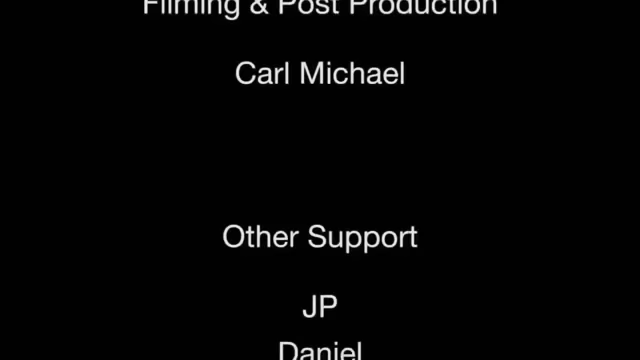 Filming & Post Production
Carl Michael
Other Support
JP
Daniel